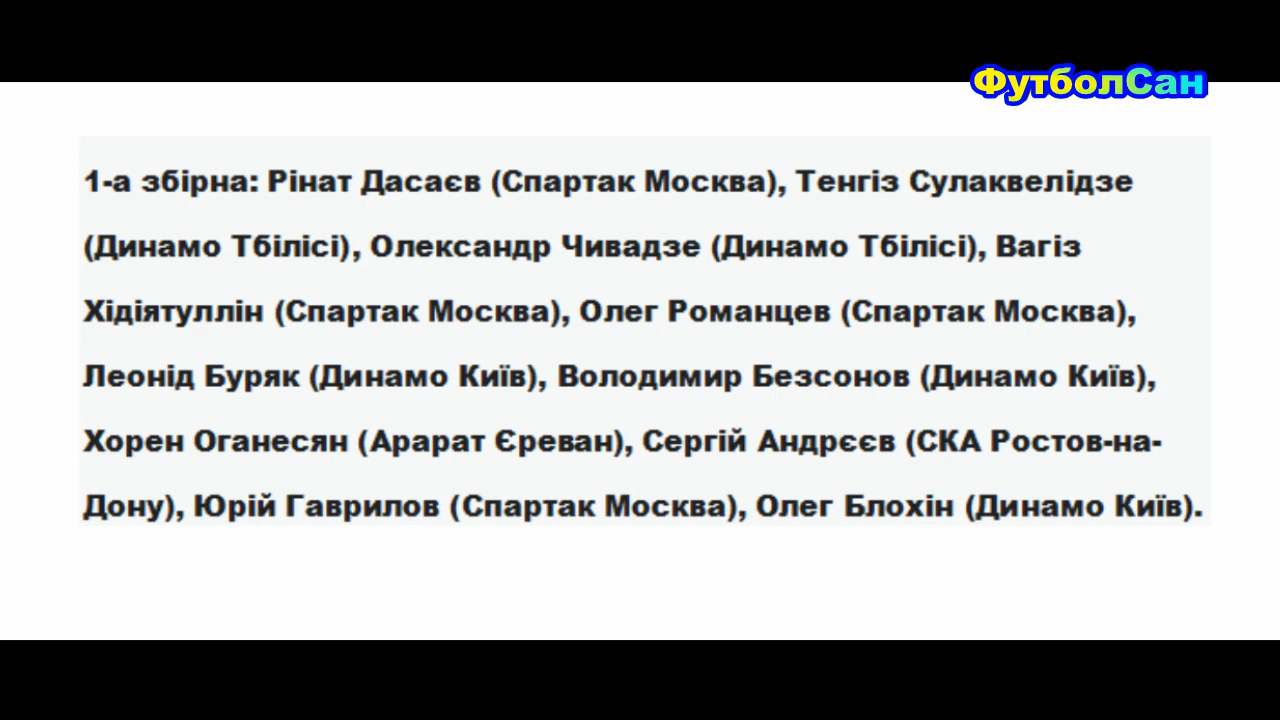 ФутболСан
1-а збірна: Рінат Дасаєв (Спартак Москва), Тенгіз Сулаквелідзе
(Динамо Тбілісі), Олександр Чивадзе (Динамо Тбілісі), Вагіз
Хідіятуллін (Спартак Москва), Олег Романцев (Спартак Москва),
Леонід Буряк (Динамо Київ), Володимир Безсонов (Динамо Київ),
Хорен Оганесян (Арарат Єреван), Сергій Андрєєв (СКА Ростов-на-
Дону), Юрій Гаврилов (Спартак Москва), Олег Блохін (Динамо Київ).